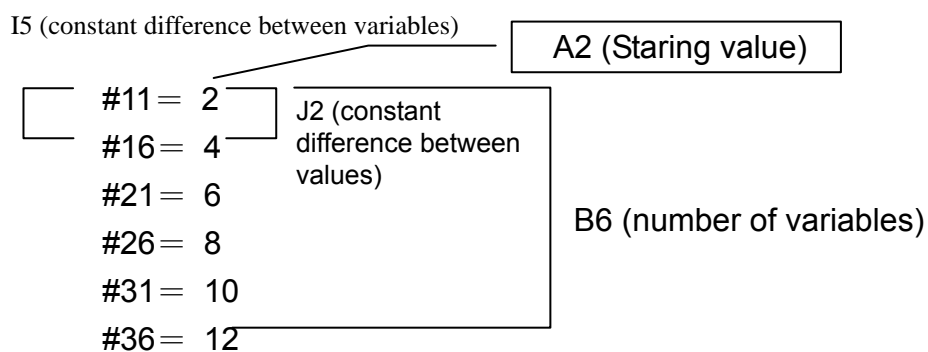 I5 (constant difference between variables)
A2 (Staring value)
#11＝ 2
J2 (constant
difference between
values)
#16＝ 4
#21＝ 6
#26＝ 8
#31＝ 10
#36＝ 12
B6 (number of variables)